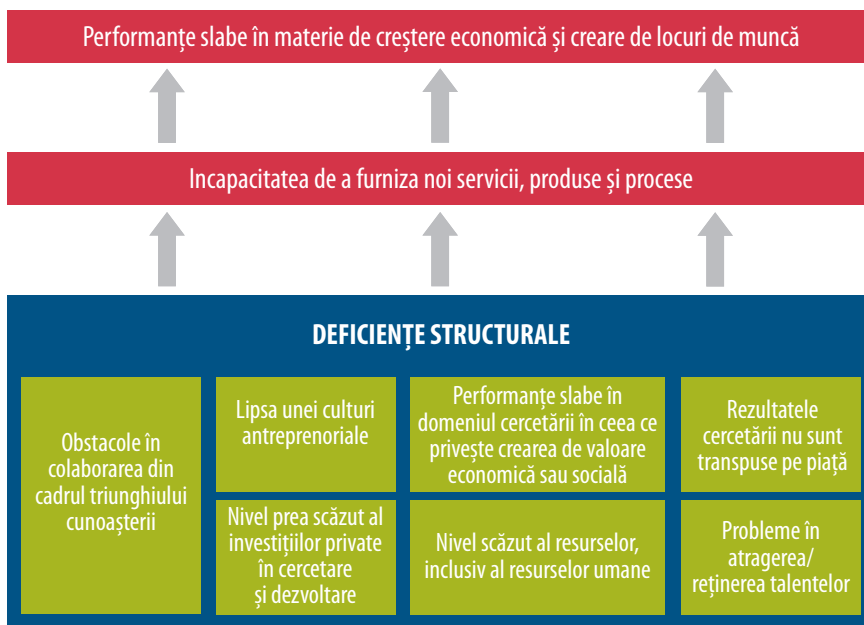 Performanțe slabe în materie de creștere economică și creare de locuri de muncă
Incapacitatea de a furniza noi servicii, produse și procese
DEFICIENȚE STRUCTURALE
Obstacole în
colaborarea din
cadrul triunghiului
cunoașterii
Lipsa unei culturi
antreprenoriale
Nivel prea scăzut al
investițiilor private
în cercetare
și dezvoltare
Performanțe slabe în
domeniul cercetării în ceea ce
privește crearea de valoare
economică sau socială
Nivel scăzut al resurselor,
inclusiv al resurselor umane
Rezultatele
cercetării nu sunt
transpuse pe piață
Probleme în
atragerea/
reținerea talentelor